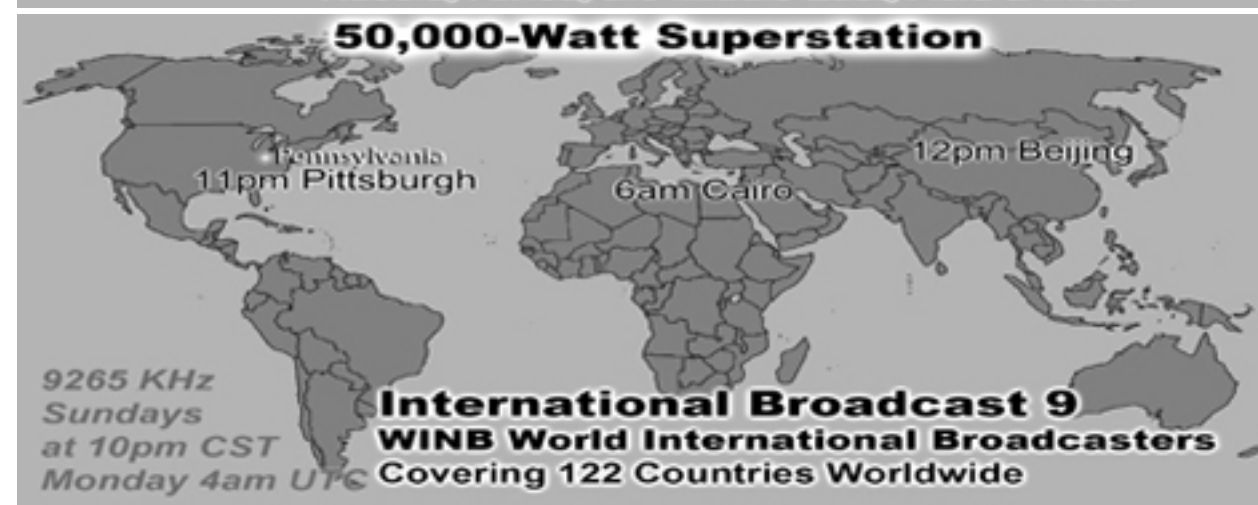 50,000-Watt Superstation
12pm Beijing
Pennsylvania
11pm Pittsburgh
6am Cairo
9265 KHz
Sundays
at 10pm CST
Monday 4am UTC
International Broadcast 9
WINB World International Broadcasters
Covering 122 Countries Worldwide